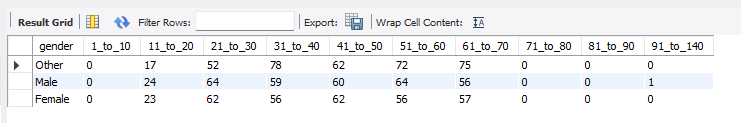 Result Grid Filter Rows: Export: Wrap Cell Content:
gender 1_to_10 11_to_20 21_to_30 31_to_40 41_to_50 51_to_60 61_to_70 71_to_80 81_to_90 91_to_140
Other 0 17 52 78 62 72 75 0 0 0
Male 0 24 64 59 60 64 56 0 0 1
Female 0 23 62 56 62 56 57 0 0 0